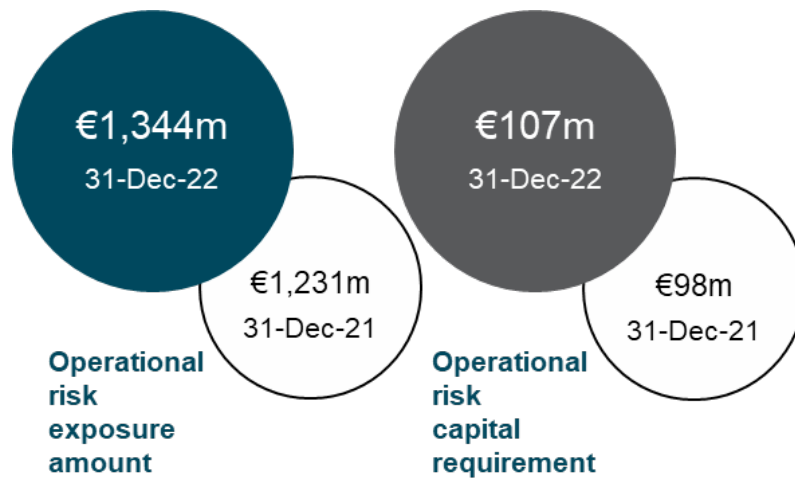 €1,344m
31-Dec-22
€1,231m
31-Dec-21
Operational
risk
exposure
amount
€107m
31-Dec-22
€98m
31-Dec-21
Operational
risk
capital
requirement